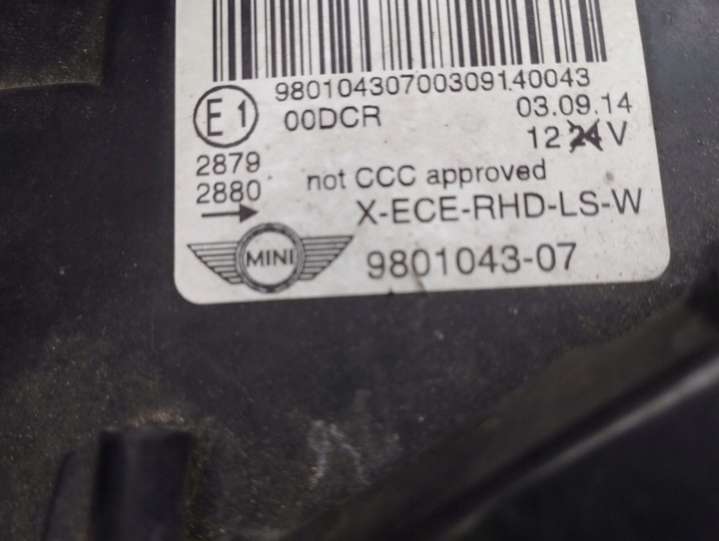 98010430700309140043
E1
00DCR
03.09.14
12 24 V
2879
2880
not CCC approved
X-ECE-RHD-LS-W
MINI
9801043-07